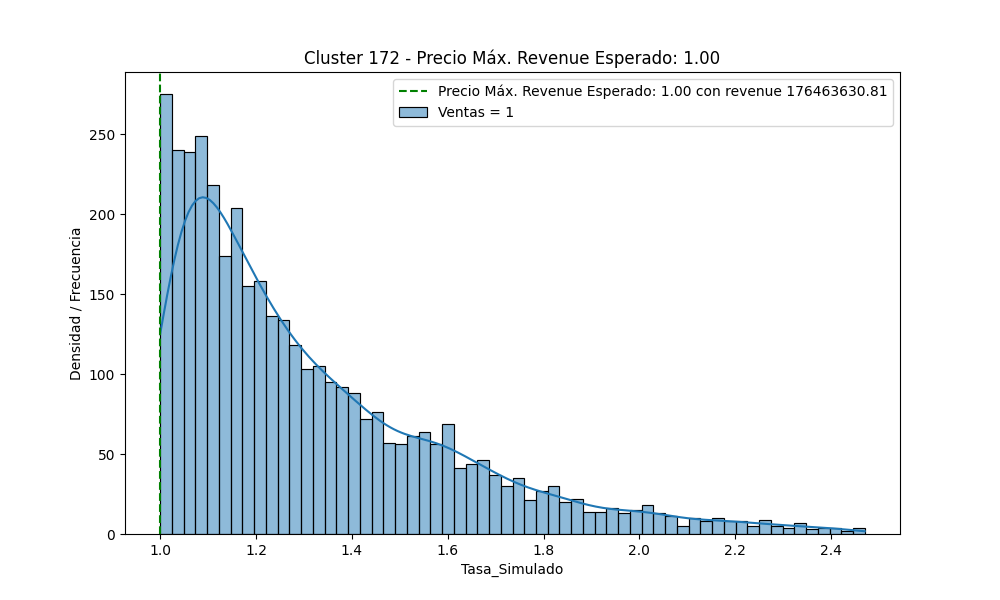 Cluster 172 - Precio Máx. Revenue Esperado: 1.00
Precio Máx. Revenue Esperado: 1.00 con revenue 176463630.81
Ventas = 1
Densidad / Frecuencia
250
200
150
100
50
0
1.0 1.2 1.4 1.6 1.8 2.0 2.2 2.4
Tasa_Simulado